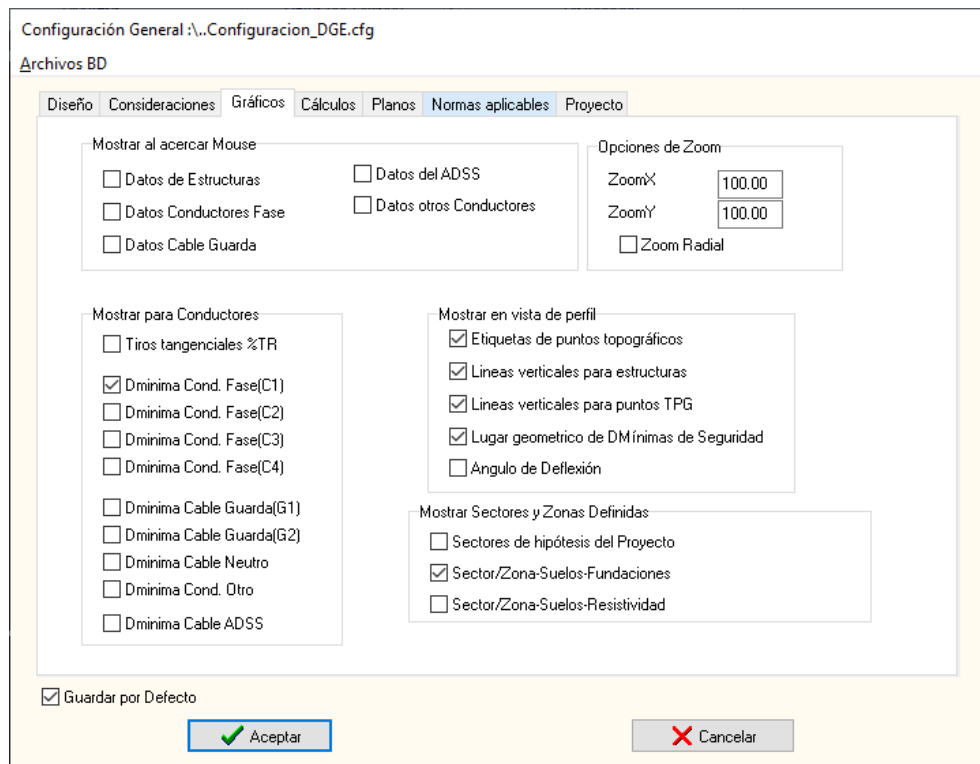 Configuración General :\..Configuracion_DGE.cfg
Archivos BD
Diseño Consideraciones Gráficos Cálculos Planos Normas aplicables Proyecto
Mostrar al acercar Mouse
Datos de Estructuras
Datos Conductores Fase
Datos Cable Guarda
Datos del ADSS
Datos otros Conductores
Opciones de Zoom
ZoomX 100.00
ZoomY 100.00
Zoom Radial
Mostrar para Conductores
Tiros tangenciales %TR
Dminima Cond. Fase(C1)
Dminima Cond. Fase(C2)
Dminima Cond. Fase(C3)
Dminima Cond. Fase(C4)
Dminima Cable Guarda(G1)
Dminima Cable Guarda(G2)
Dminima Cable Neutro
Dminima Cond. Otro
Dminima Cable ADSS
Mostrar en vista de perfil
Etiquetas de puntos topográficos
Lineas verticales para estructuras
Lineas verticales para puntos TPG
Lugar geometrico de DMínimas de Seguridad
Angulo de Deflexión
Mostrar Sectores y Zonas Definidas
Sectores de hipótesis del Proyecto
Sector/Zona-Suelos-Fundaciones
Sector/Zona-Suelos-Resistividad
Guardar por Defecto
Aceptar
Cancelar